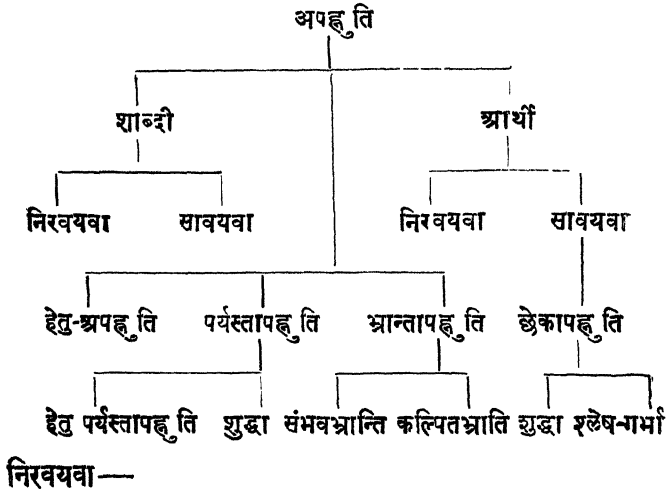 अपह्नुति
शाब्दी आर्थी
निरवयवा सावयवा निरवयवा सावयवा
हेतु-अपह्नुति पर्यस्तापह्नुति भ्रान्तापह्नुति छेकापह्नुति
हेतु पर्यस्तापह्नुति शुद्धा संभवभ्रान्ति कल्पितभ्राति शुद्धा श्लेष-गर्भा
निरवयवा—